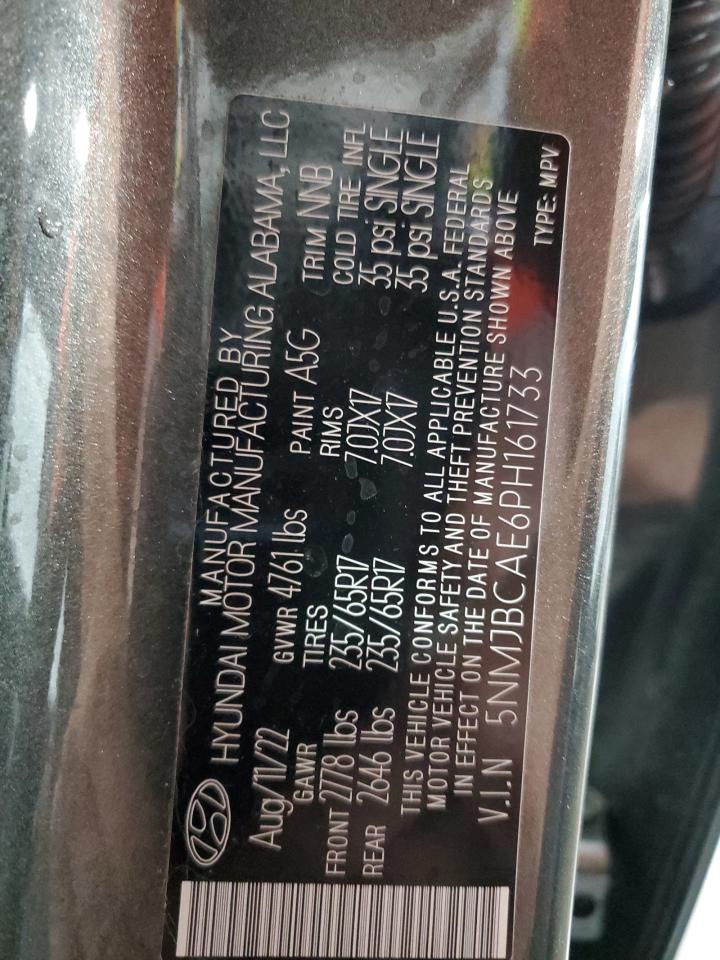 MANUFACTURED BY
HYUNDAI MOTOR MANUFACTURING ALABAMA, LLC
Aug/11/22 GVWR 4761 lbs PAINT A5G TRIM NNB
GAWR TIRES RIMS COLD TIRE INFL
FRONT 2778 lbs 235/65R17 7.0JX17 35 psi SINGLE
REAR 2646 lbs 235/65R17 7.0JX17 35 psi SINGLE
THIS VEHICLE CONFORMS TO ALL APPLICABLE U.S.A. FEDERAL
MOTOR VEHICLE SAFETY AND THEFT PREVENTION STANDARDS
IN EFFECT ON THE DATE OF MANUFACTURE SHOWN ABOVE
V.I.N 5NMJBCAE6PH161733 TYPE: MPV